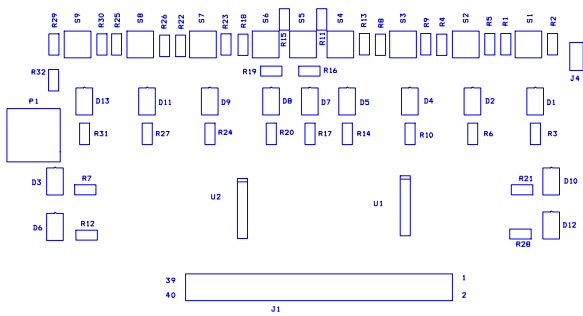 R29 S9 R30 R25 S8 R26 R22 S7 R23 R18 S6 R15 S5 R11 S4 R13 R8 S3 R9 R4 S2 R5 R1 S1 R2
R32 R19 R16 J4
P1 D13 D11 D9 D8 D7 D5 D4 D2 D1
R31 R27 R24 R20 R17 R14 R10 R6 R3
D3 R7 R21 D10
U2 U1
D6 R12 R28 D12
39 1
40 2
J1